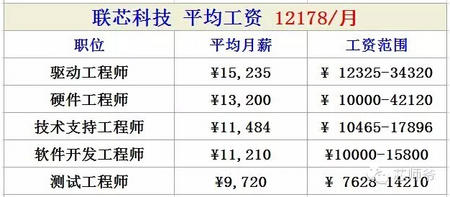 联芯科技 平均工资 12178/月
职位 平均月薪 工资范围
驱动工程师 ¥15,235 ¥ 12325-34320
硬件工程师 ¥13,200 ¥ 10000-42120
技术支持工程师 ¥11,484 ¥ 10465-17896
软件开发工程师 ¥11,210 ¥10000-15800
测试工程师 ¥9,720 ¥ 7628 14210